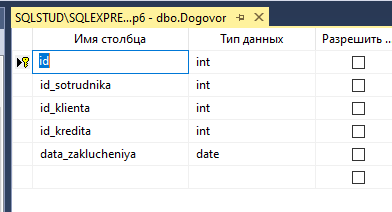 SQLSTUD\SQLEXPRE...p6 - dbo.Dogovor
Имя столбца Тип данных Разрешить ...
id int
id_sotrudnika int
id_klienta int
id_kredita int
data_zaklucheniya date